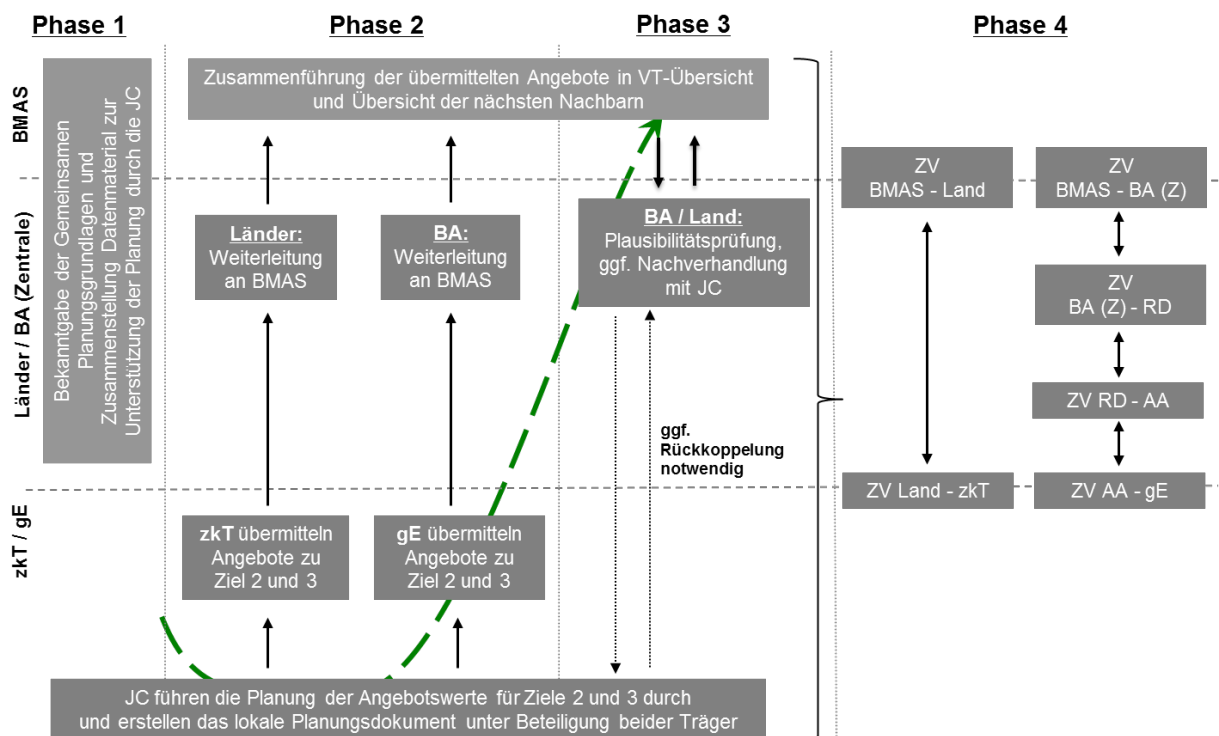 Phase 1
Phase 2
Phase 3
Phase 4
BMAS
Länder / BA (Zentrale)
zkT / gE
Bekanntgabe der Gemeinsamen
Planungsgrundlagen und
Zusammenstellung Datenmaterial zur
Unterstützung der Planung durch die JC
Zusammenführung der übermittelten Angebote in VT-Übersicht
und Übersicht der nächsten Nachbarn
Länder:
Weiterleitung
an BMAS
BA:
Weiterleitung
an BMAS
BA / Land:
Plausibilitätsprüfung,
ggf. Nachverhandlung
mit JC
ggf.
Rückkoppelung
notwendig
zkT übermitteln
Angebote zu
Ziel 2 und 3
gE übermitteln
Angebote zu
Ziel 2 und 3
JC führen die Planung der Angebotswerte für Ziele 2 und 3 durch
und erstellen das lokale Planungsdokument unter Beteiligung beider Träger
ZV
BMAS - Land
ZV Land - zkT
ZV
BMAS - BA (Z)
ZV
BA (Z) - RD
ZV RD - AA
ZV AA - gE